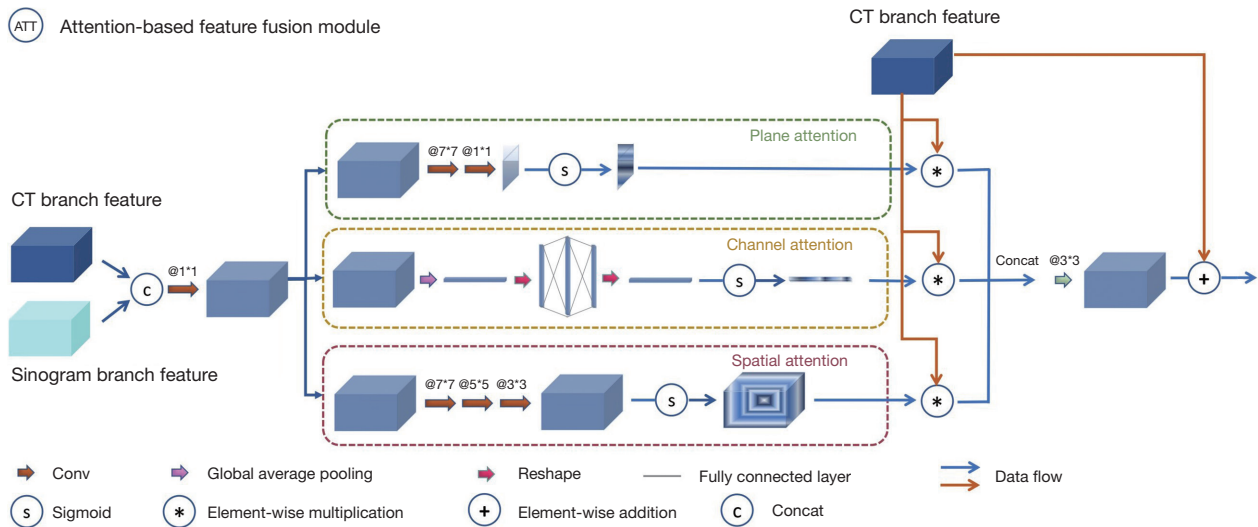 ATT Attention-based feature fusion module
CT branch feature
Plane attention
@7*7 @1*1
S
*
CT branch feature
@1*1
C
Sinogram branch feature
Channel attention
S
*
Concat @3*3
+
Spatial attention
@7*7 @5*5 @3*3
S
*
Conv Global average pooling Reshape Fully connected layer Data flow
S Sigmoid * Element-wise multiplication + Element-wise addition C Concat